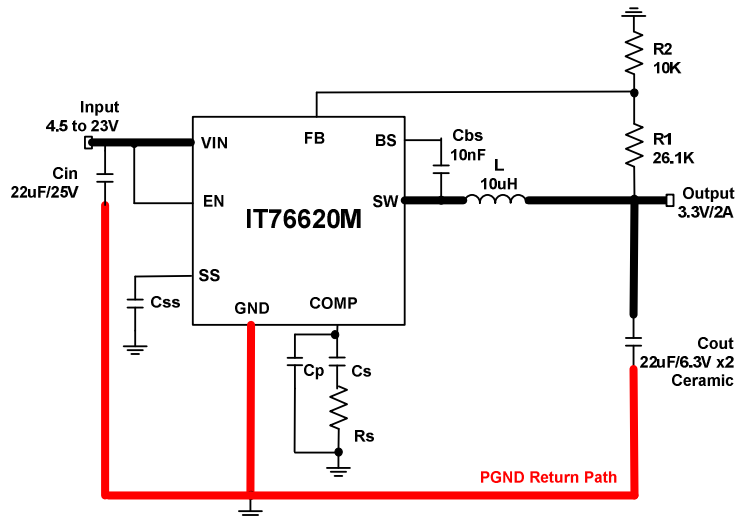 R2
10K
Input
4.5 to 23V
VIN
FB
BS
Cbs
10nF
R1
26.1K
Cin
22uF/25V
L
10uH
EN
SW
Output
3.3V/2A
IT76620M
SS
Css
GND
COMP
Cp
Cs
Cout
22uF/6.3V x2
Ceramic
Rs
PGND Return Path